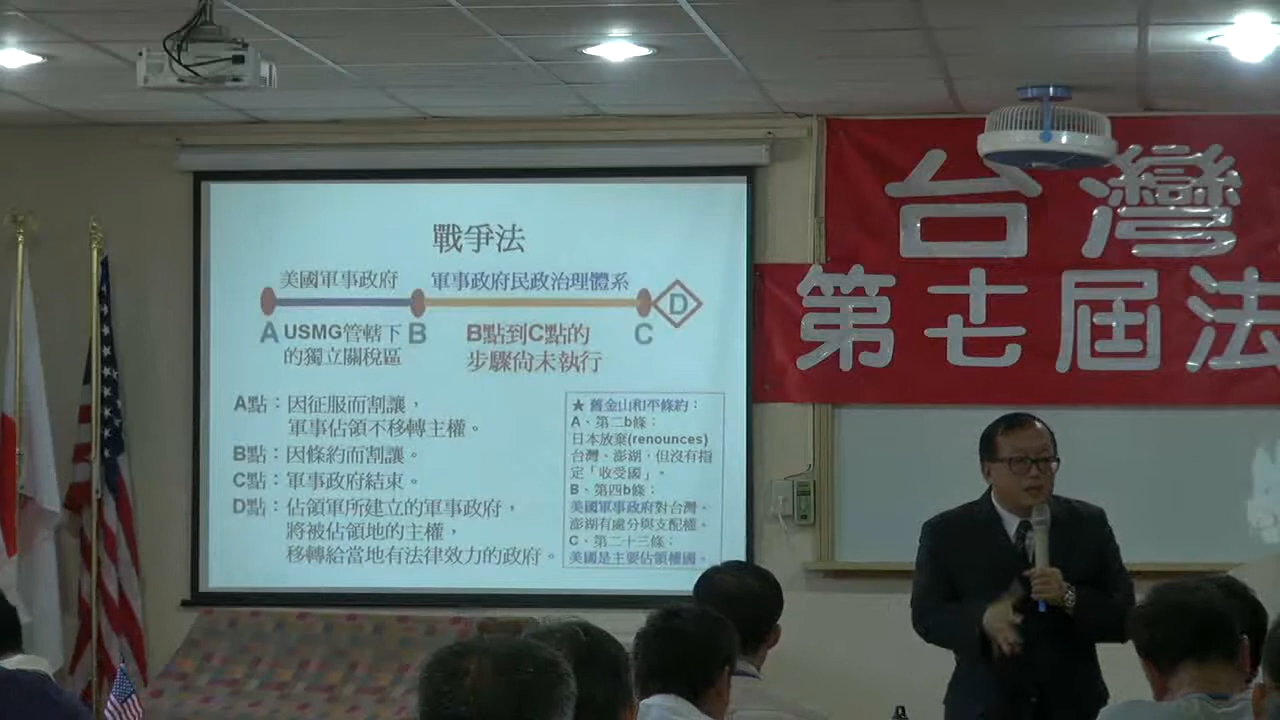 台灣
第七屆法
戰爭法
美國軍事政府 軍事政府民政治理體系
A USMG管轄下 B B點到C點的 C D
的獨立關稅區 步驟尚未執行
A點：因征服而割讓，
軍事佔領不移轉主權。
B點：因條約而割讓。
C點：軍事政府結束。
D點：佔領軍所建立的軍事政府，
將被佔領地的主權，
移轉給當地有法律效力的政府。
★ 舊金山和平條約：
A、第二b條：
日本放棄(renounces)
台灣、澎湖，但沒有指
定「收受國」。
B、第四b條：
美國軍事政府對台灣、
澎湖有處分與支配權。
C、第二十三條：
美國是主要佔領權國。